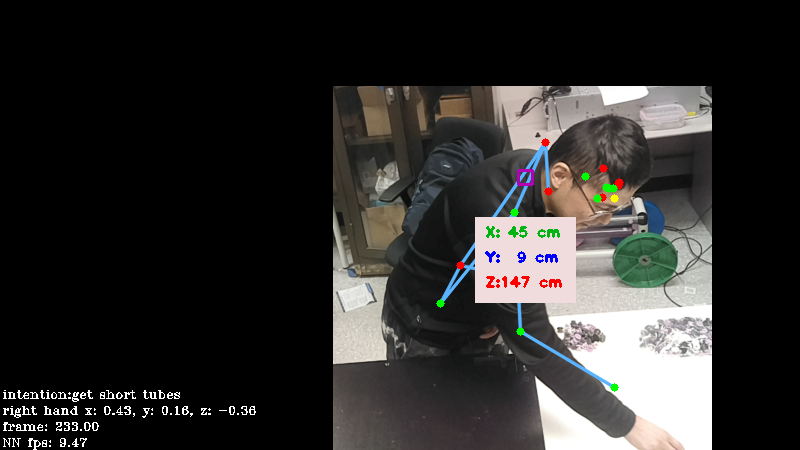 X: 45 cm
Y: 9 cm
Z:147 cm
intention:get short tubes
right hand x: 0.43, y: 0.16, z: -0.36
frame: 233.00
NN fps: 9.47